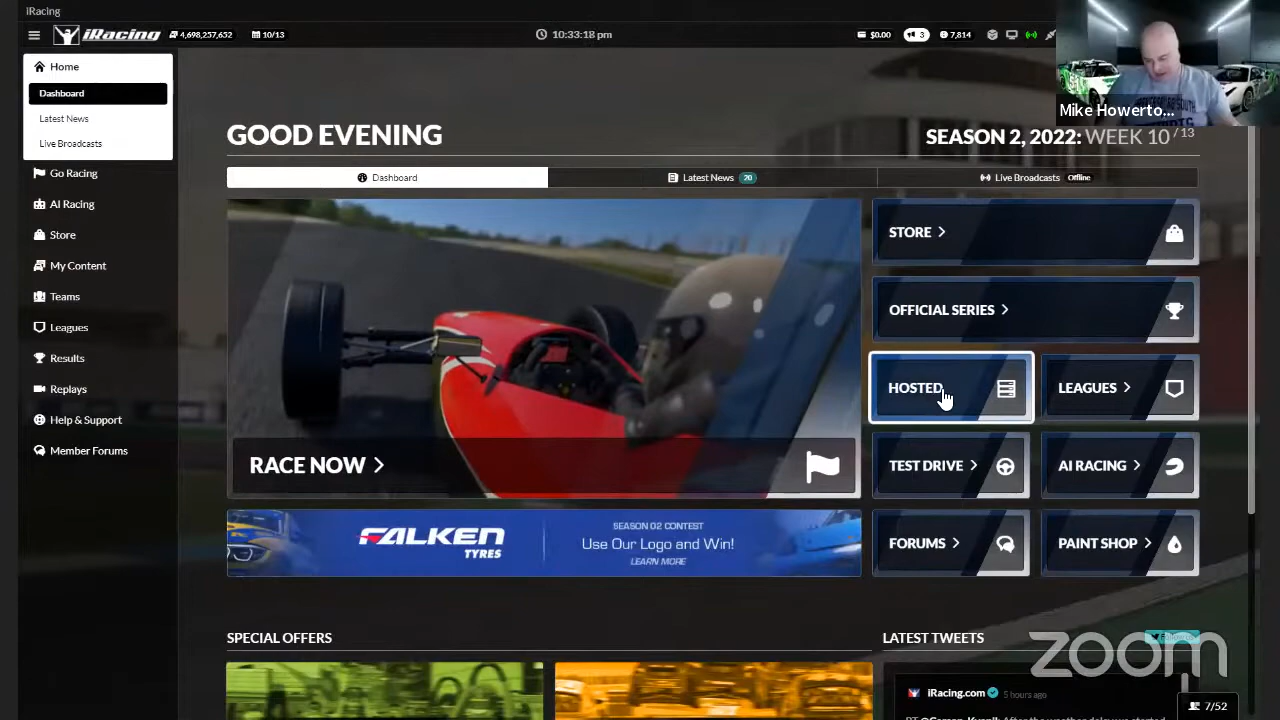 iRacing
iRacing 4,698,257,652 10/13 10:33:18 pm $0.00 3 7,814
Home
Dashboard
Latest News
Live Broadcasts
Go Racing
AI Racing
Store
My Content
Teams
Leagues
Results
Replays
Help & Support
Member Forums
Mike Howerto...
GOOD EVENING
SEASON 2, 2022: WEEK 10 / 13
Dashboard
Latest News 20
Live Broadcasts Offline
RACE NOW
STORE
OFFICIAL SERIES
HOSTED
LEAGUES
TEST DRIVE
AI RACING
FORUMS
PAINT SHOP
FALKEN
TYRES
SEASON 02 CONTEST
Use Our Logo and Win!
LEARN MORE
SPECIAL OFFERS
LATEST TWEETS
iRacing.com 5 hours ago
zoom
7/52